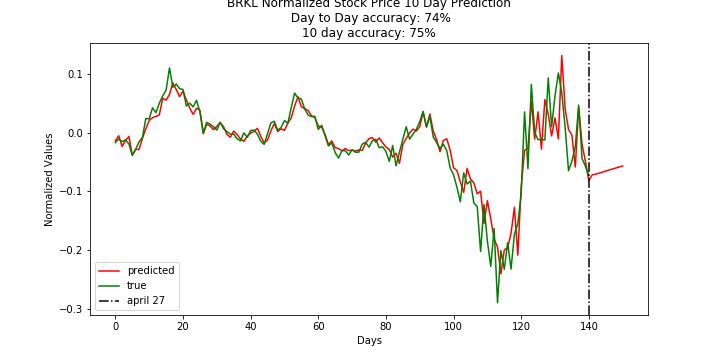 BRKL Normalized Stock Price 10 Day Prediction
Day to Day accuracy: 74%
10 day accuracy: 75%
Normalized Values
0.1
0.0
−0.1
−0.2
−0.3
predicted
true
april 27
0
20
40
60
80
100
120
140
Days